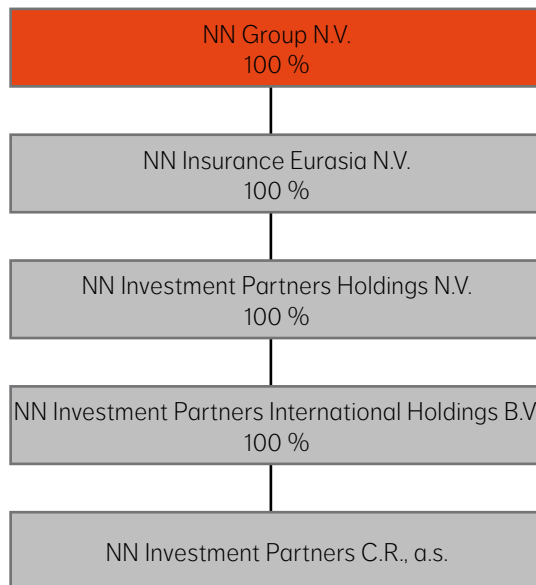 NN Group N.V.
100 %
NN Insurance Eurasia N.V.
100 %
NN Investment Partners Holdings N.V.
100 %
NN Investment Partners International Holdings B.V
100 %
NN Investment Partners C.R., a.s.